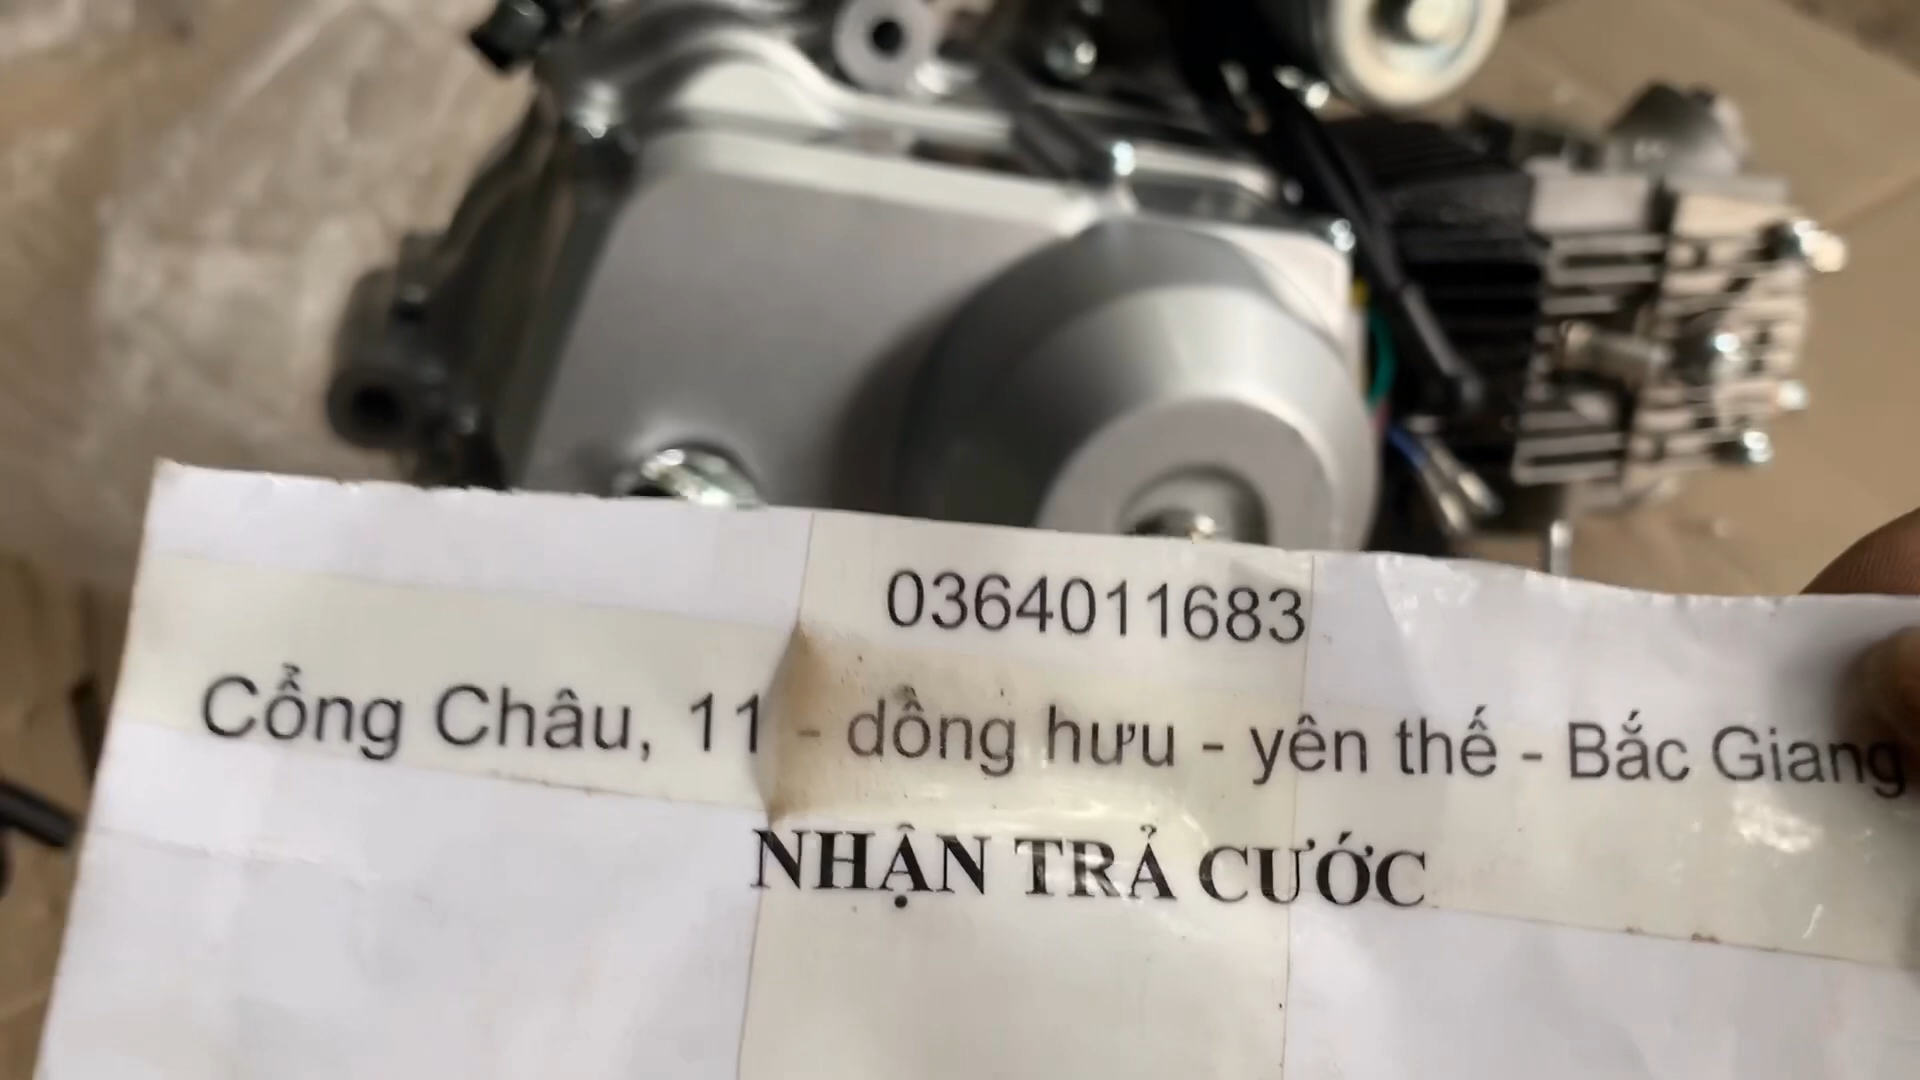 0364011683
Cổng Châu, 11 - dồng hưu - yên thế - Bắc Giang
NHẬN TRẢ CƯỚC